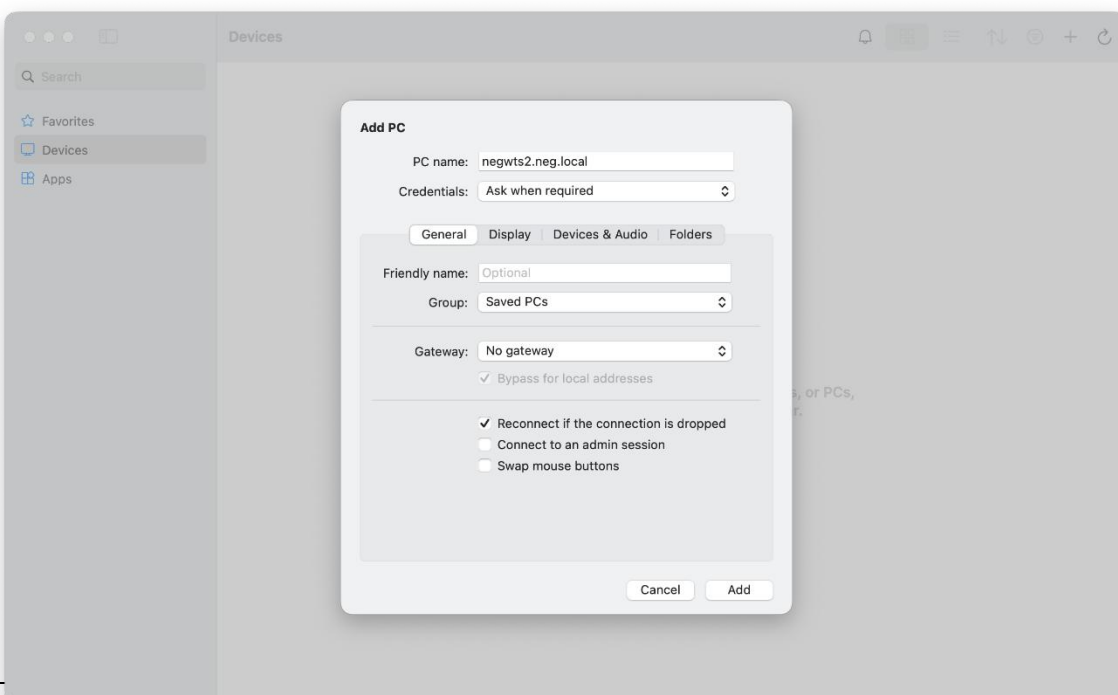 Devices
Search
Favorites
Devices
Apps
Add PC
PC name: negwts2.neg.local
Credentials: Ask when required
General Display Devices & Audio Folders
Friendly name: Optional
Group: Saved PCs
Gateway: No gateway
Bypass for local addresses
s, or PCs,
r.
Reconnect if the connection is dropped
Connect to an admin session
Swap mouse buttons
Cancel Add